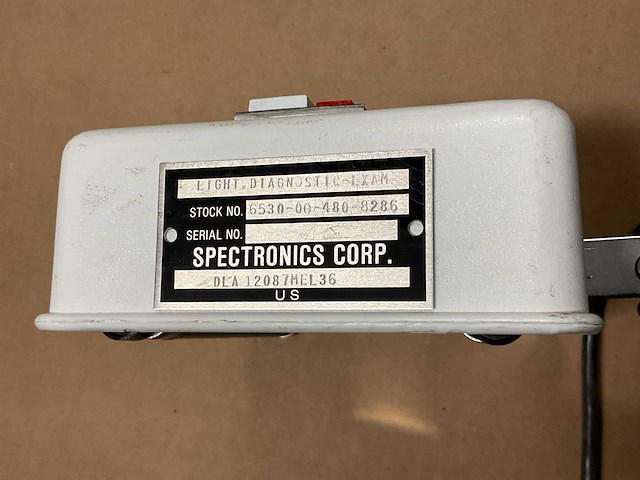 LIGHT, DIAGNOSTIC-EXAM
STOCK NO. 6530-00-480-8286
SERIAL NO.
SPECTRONICS CORP.
DLA 12087MEL36
US